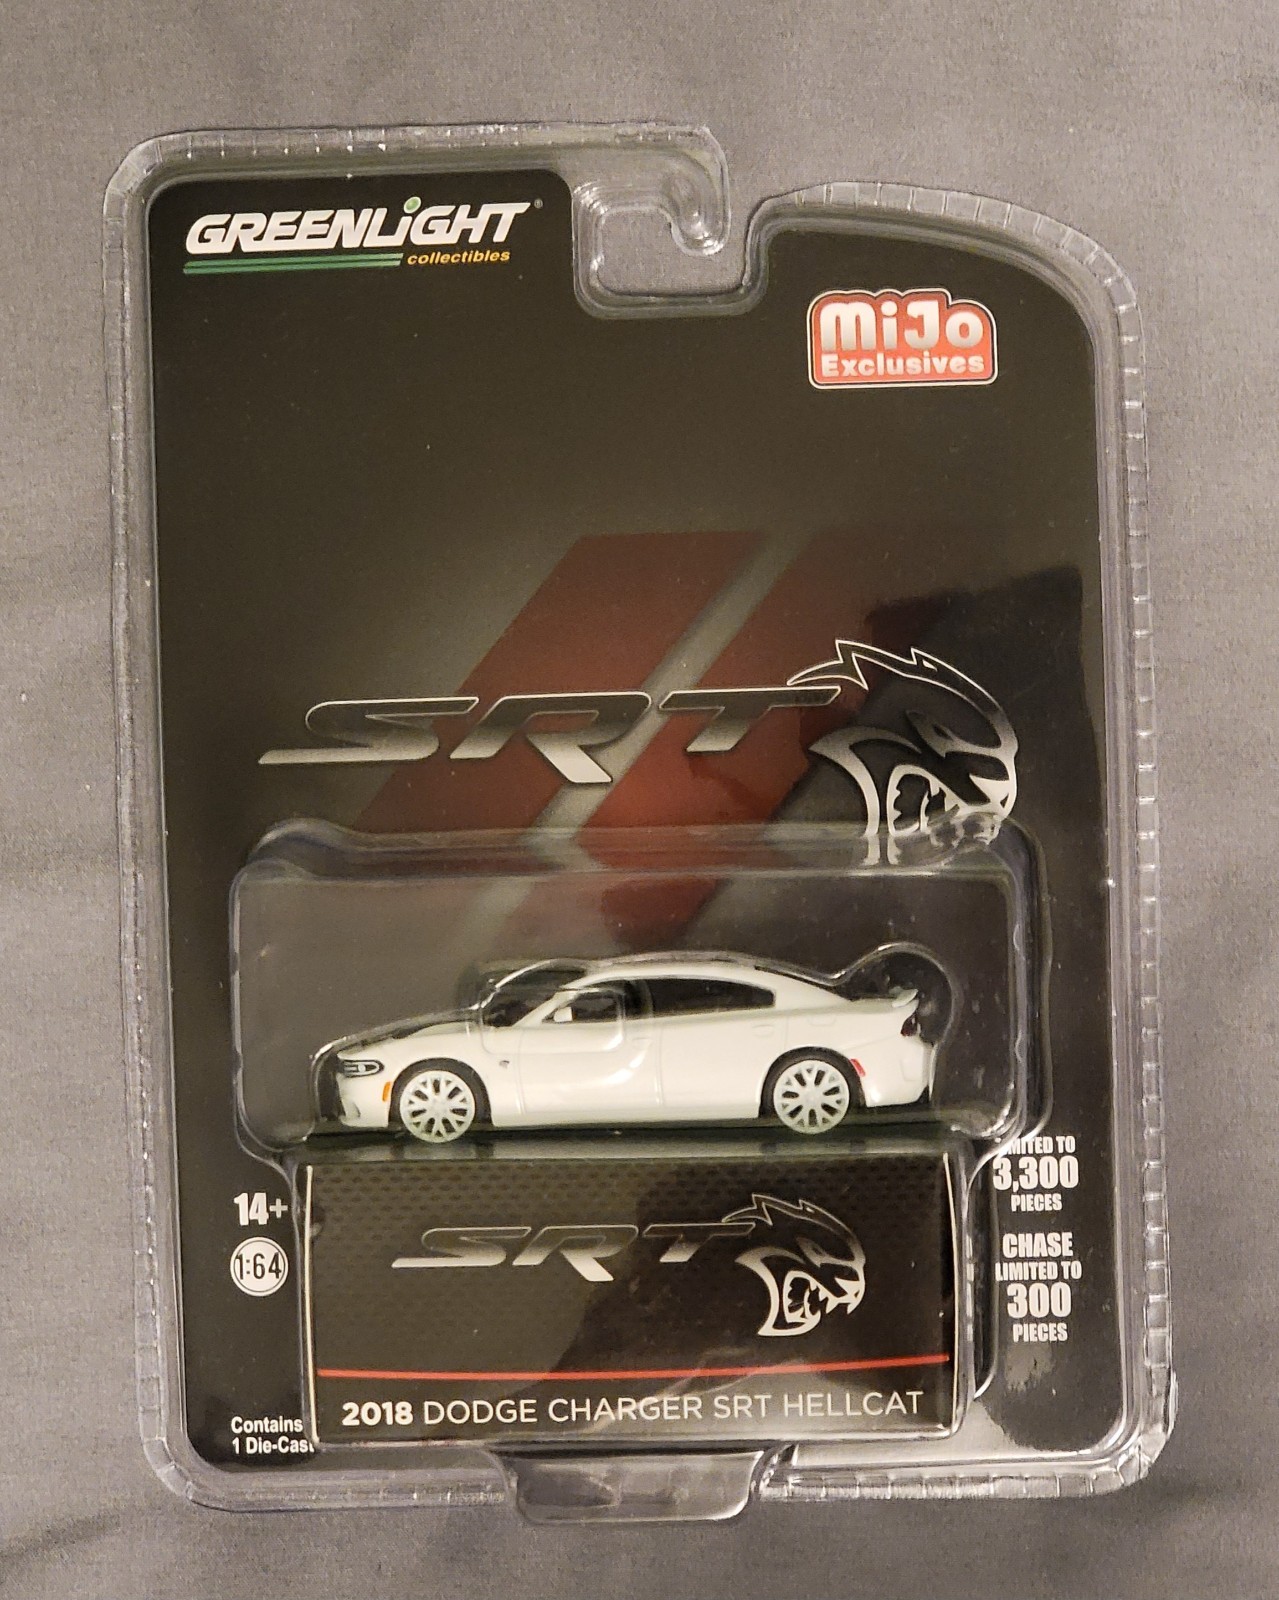 GREENLiGHT®
collectibles
MiJo
Exclusives
SRT
LIMITED TO
3,300
PIECES
14+
1:64
CHASE
LIMITED TO
300
PIECES
SRT
2018 DODGE CHARGER SRT HELLCAT
Contains
1 Die-Cast